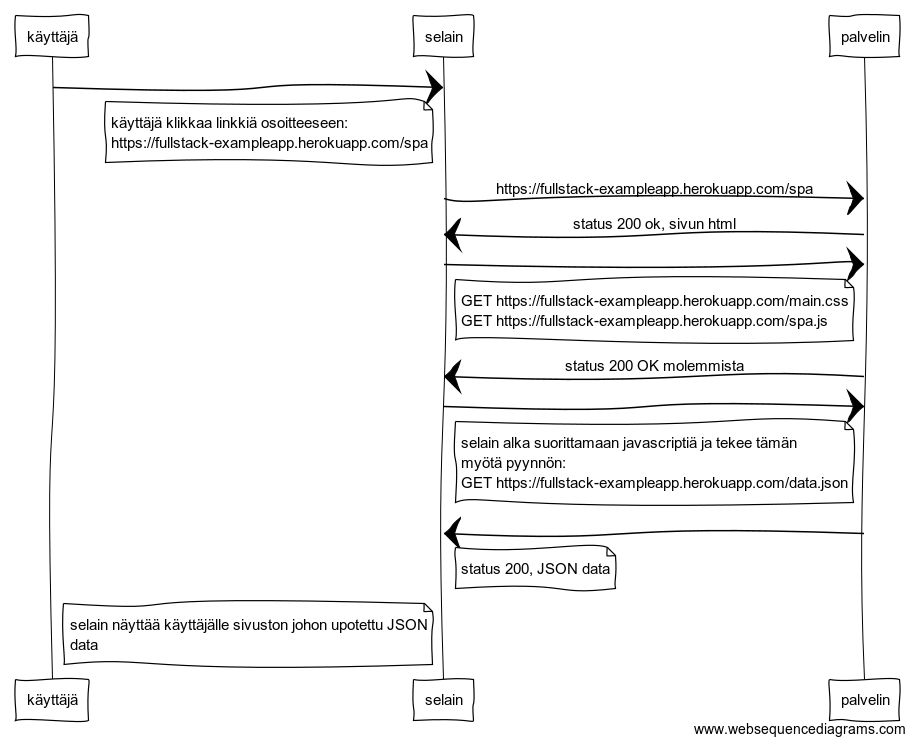 käyttäjä
selain
palvelin
käyttäjä klikkaa linkkiä osoitteeseen:
https://fullstack-exampleapp.herokuapp.com/spa
https://fullstack-exampleapp.herokuapp.com/spa
status 200 ok, sivun html
GET https://fullstack-exampleapp.herokuapp.com/main.css
GET https://fullstack-exampleapp.herokuapp.com/spa.js
status 200 OK molemmista
selain alka suorittamaan javascriptiä ja tekee tämän
myötä pyynnön:
GET https://fullstack-exampleapp.herokuapp.com/data.json
status 200, JSON data
selain näyttää käyttäjälle sivuston johon upotettu JSON
data
käyttäjä
selain
palvelin
www.websequencediagrams.com